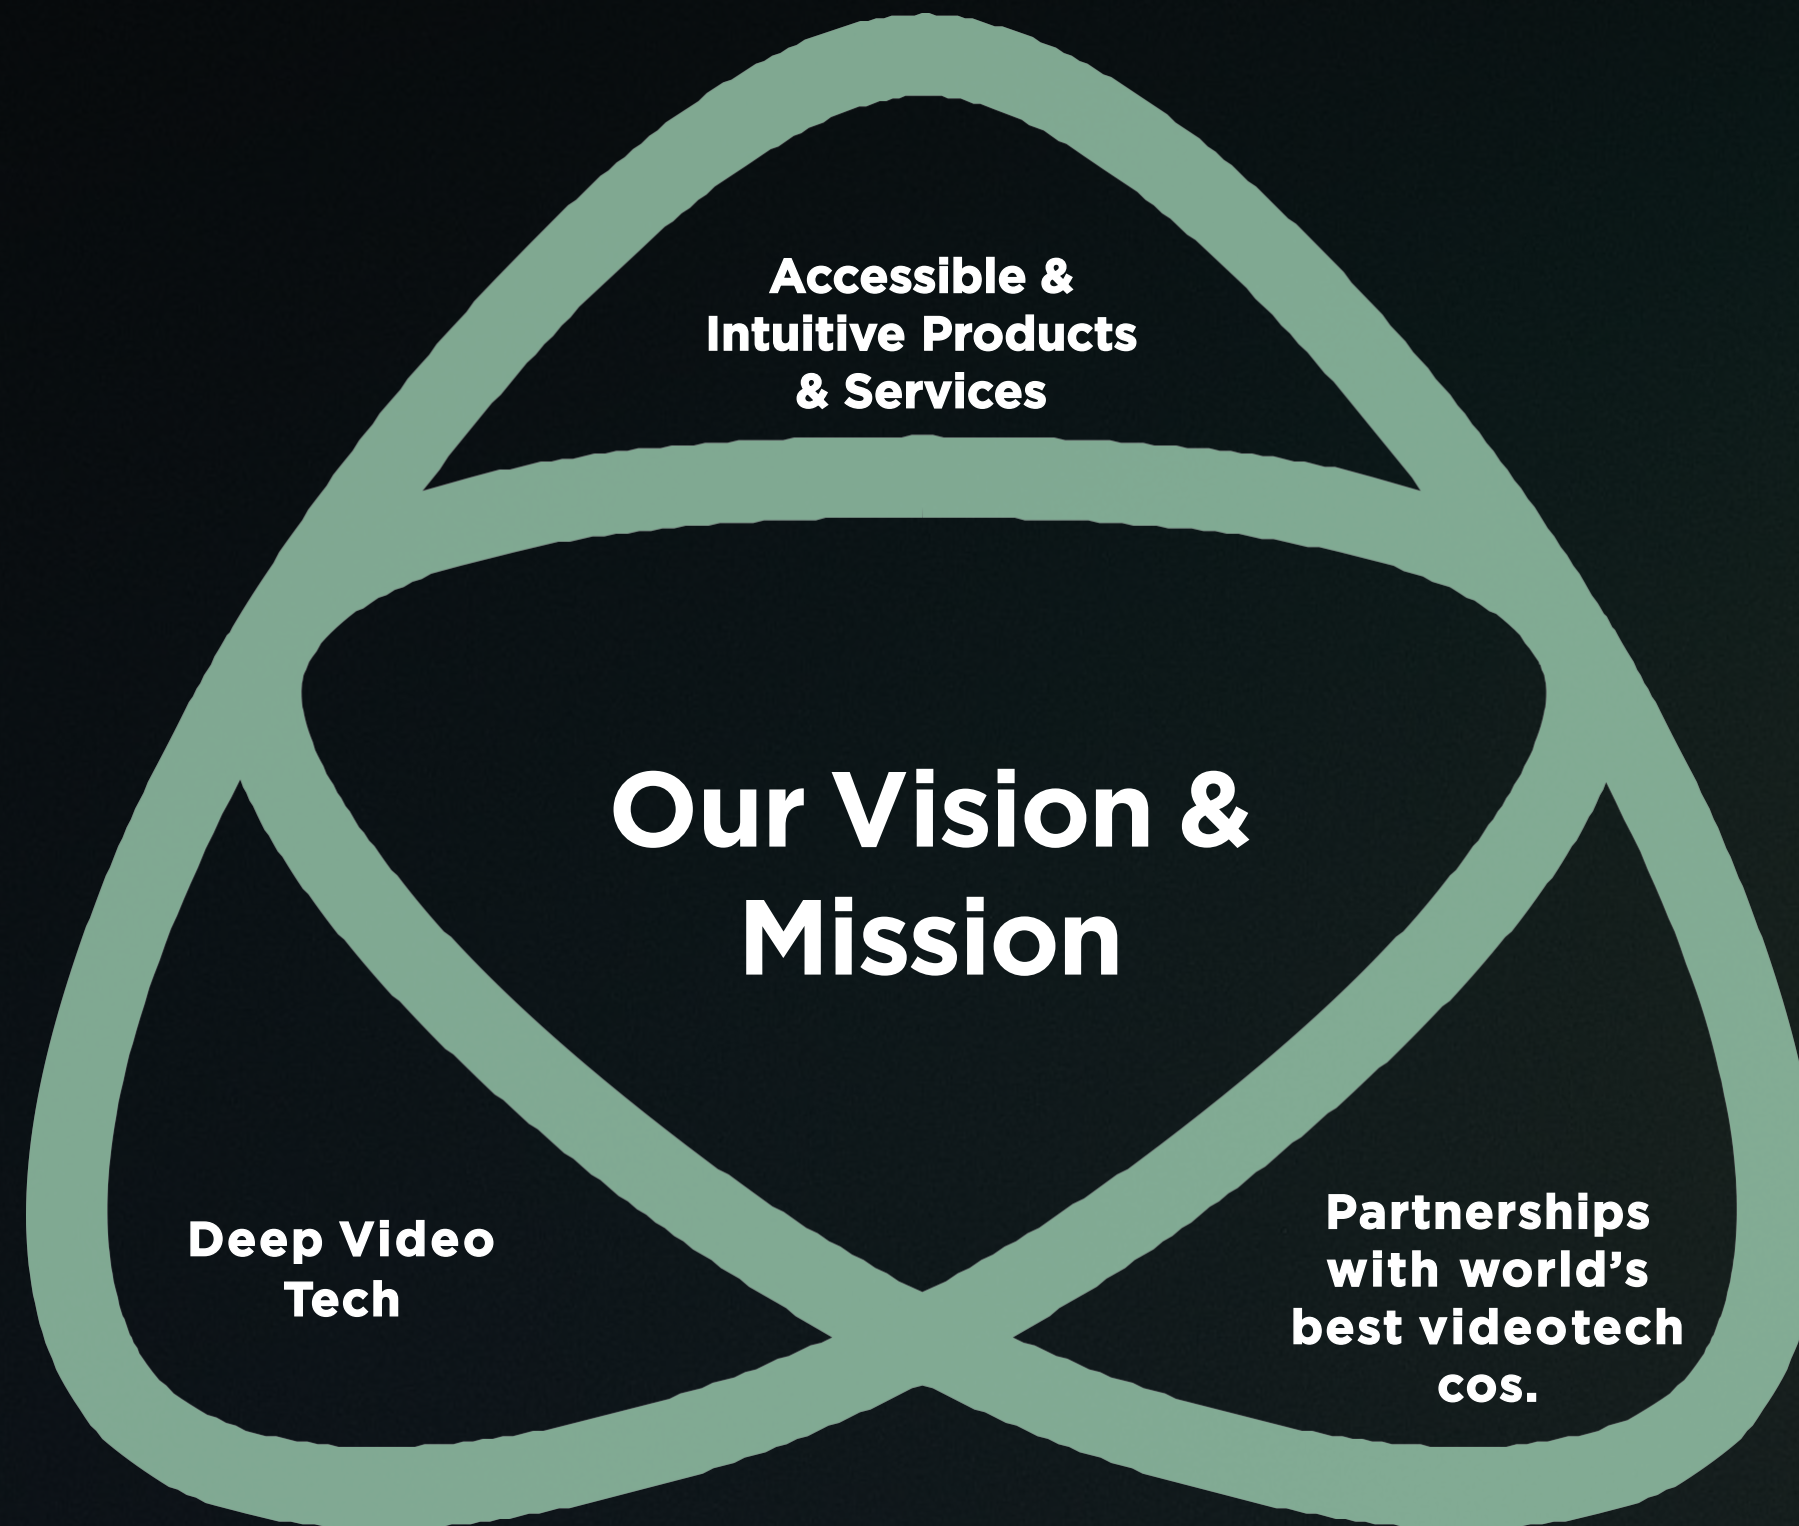 Accessible &
Intuitive Products
& Services
Our Vision &
Mission
Deep Video
Tech
Partnerships
with world’s
best videotech
cos.